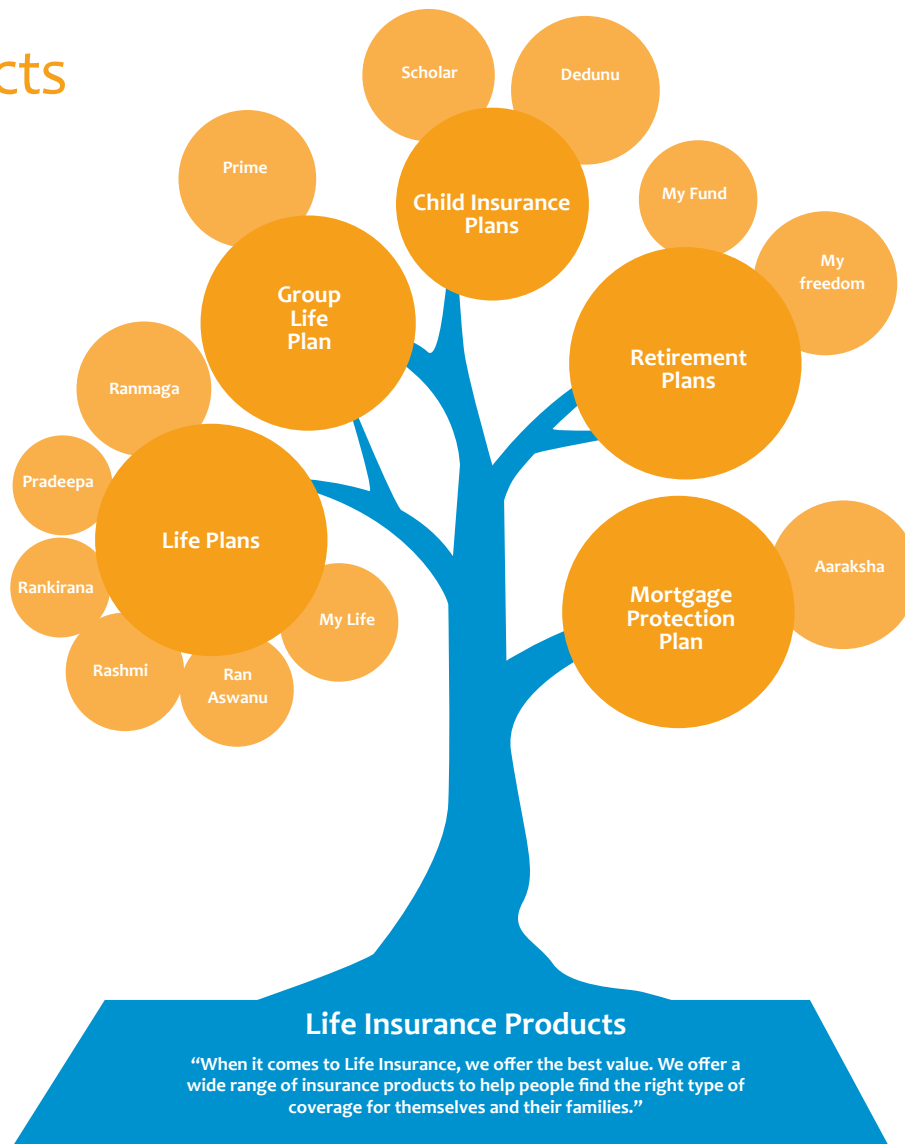 cts
Scholar
Dedunu
Prime
Child Insurance
Plans
My Fund
My
freedom
Group
Life
Plan
Retirement
Plans
Ranmaga
Pradeepa
Life Plans
Rankirana
Rashmi
Ran
Aswanu
My Life
Mortgage
Protection
Plan
Aaraksha
Life Insurance Products
“When it comes to Life Insurance, we offer the best value. We offer a
wide range of insurance products to help people find the right type of
coverage for themselves and their families.”